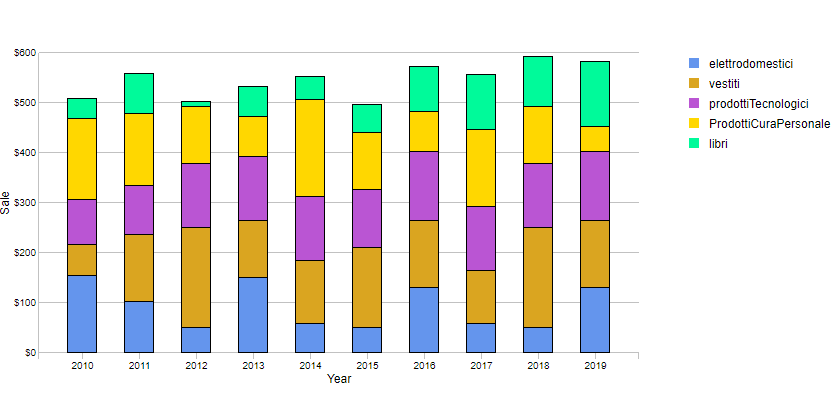 $600
$500
$400
$300
$200
$100
$0
Sale
2010 2011 2012 2013 2014 2015 2016 2017 2018 2019
Year
elettrodomestici
vestiti
prodottiTecnologici
ProdottiCuraPersonale
libri